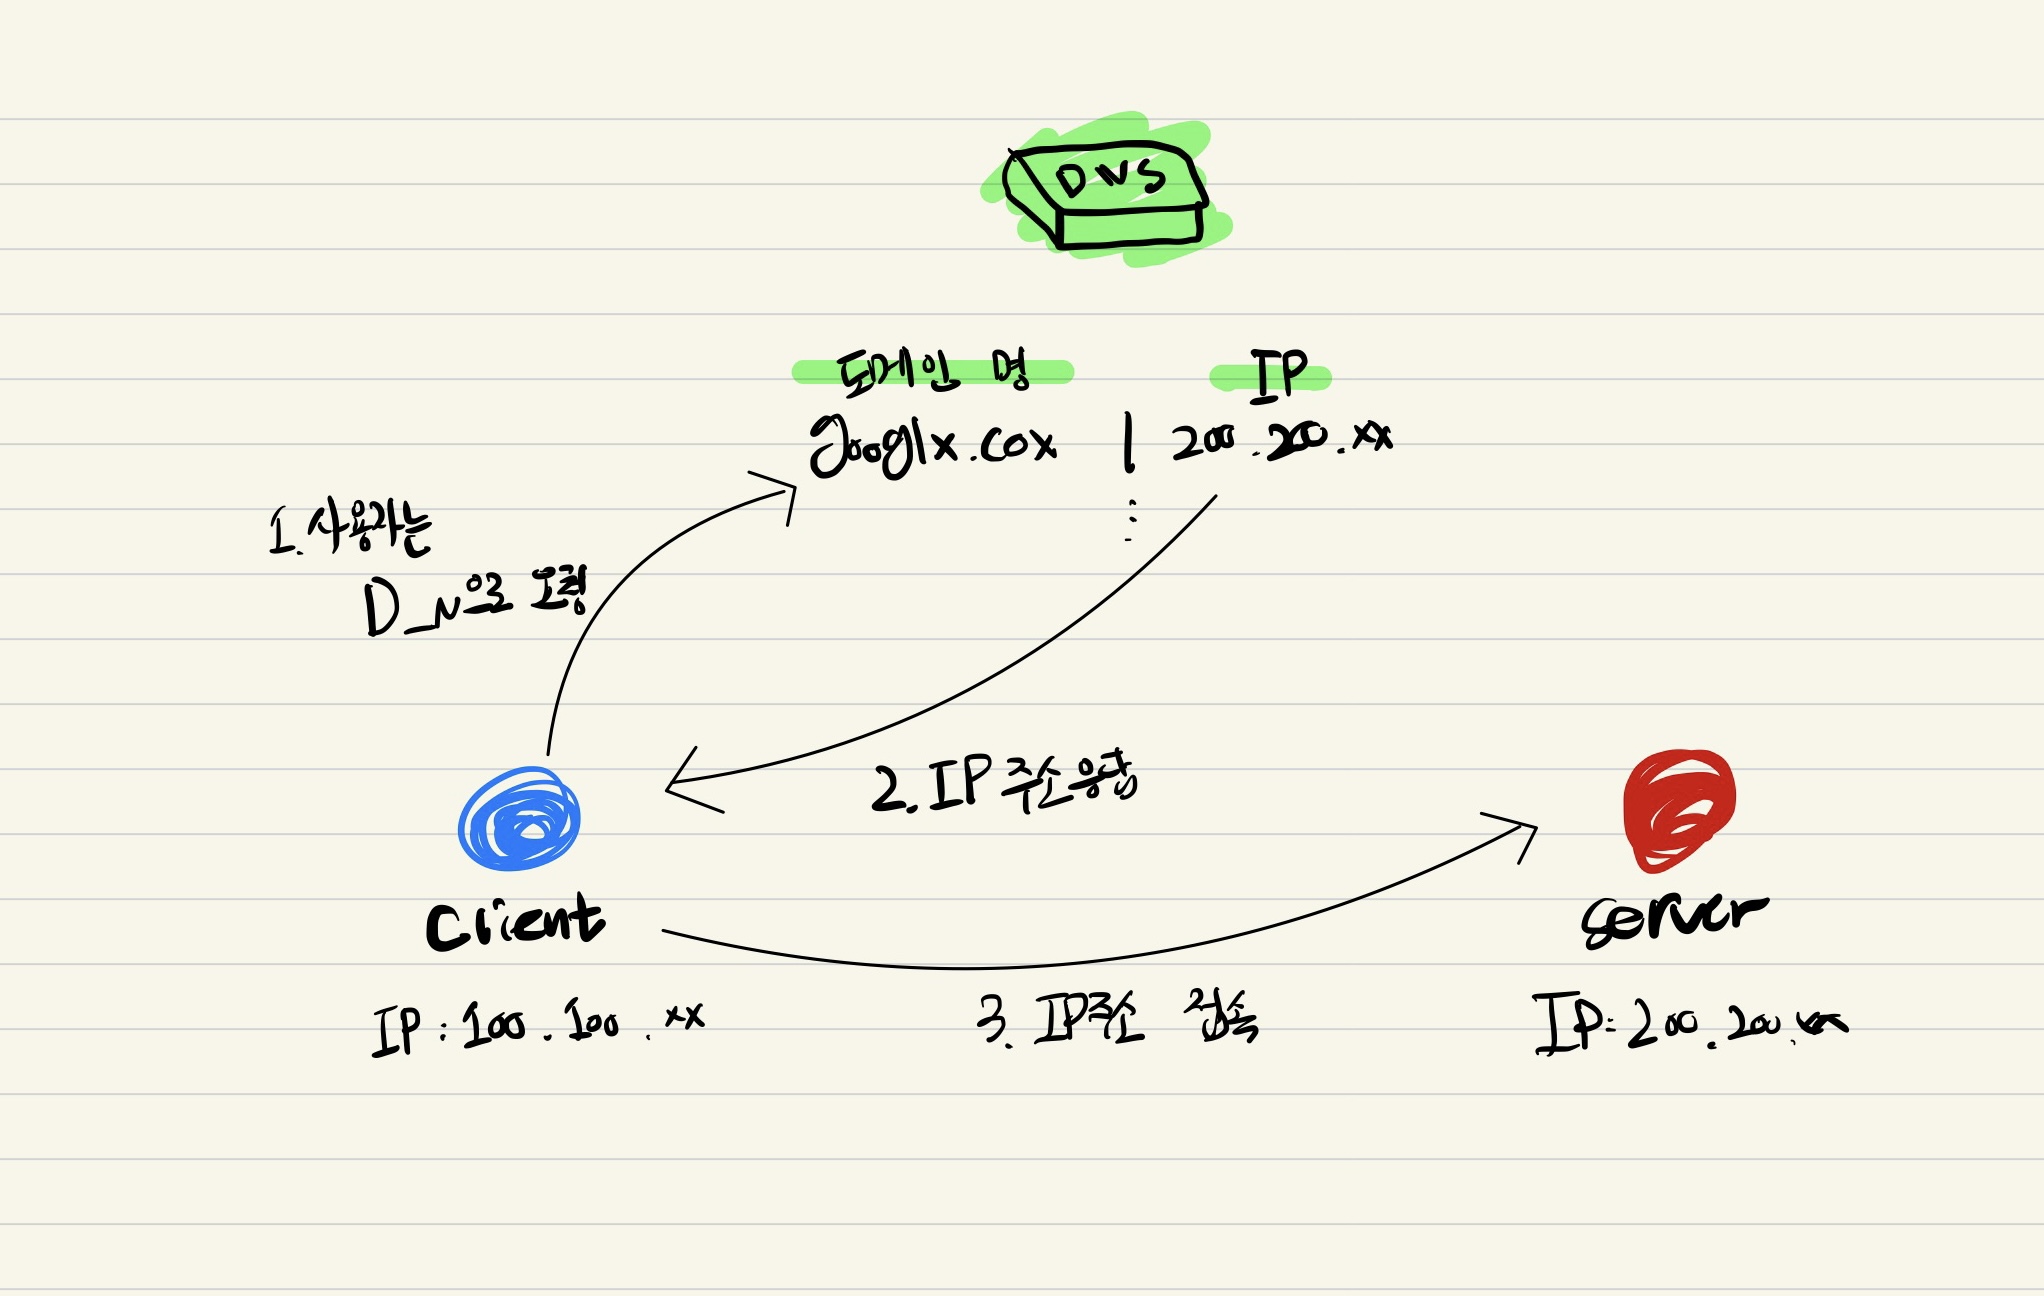 DNS
도메인 명 IP
googlx.cox | 200.200.xx
1. 사용자는
D_N으로 요청
2. IP 주소응답
client
server
IP : 100.100.xx
3. IP주소 접속
IP: 200.200.xx